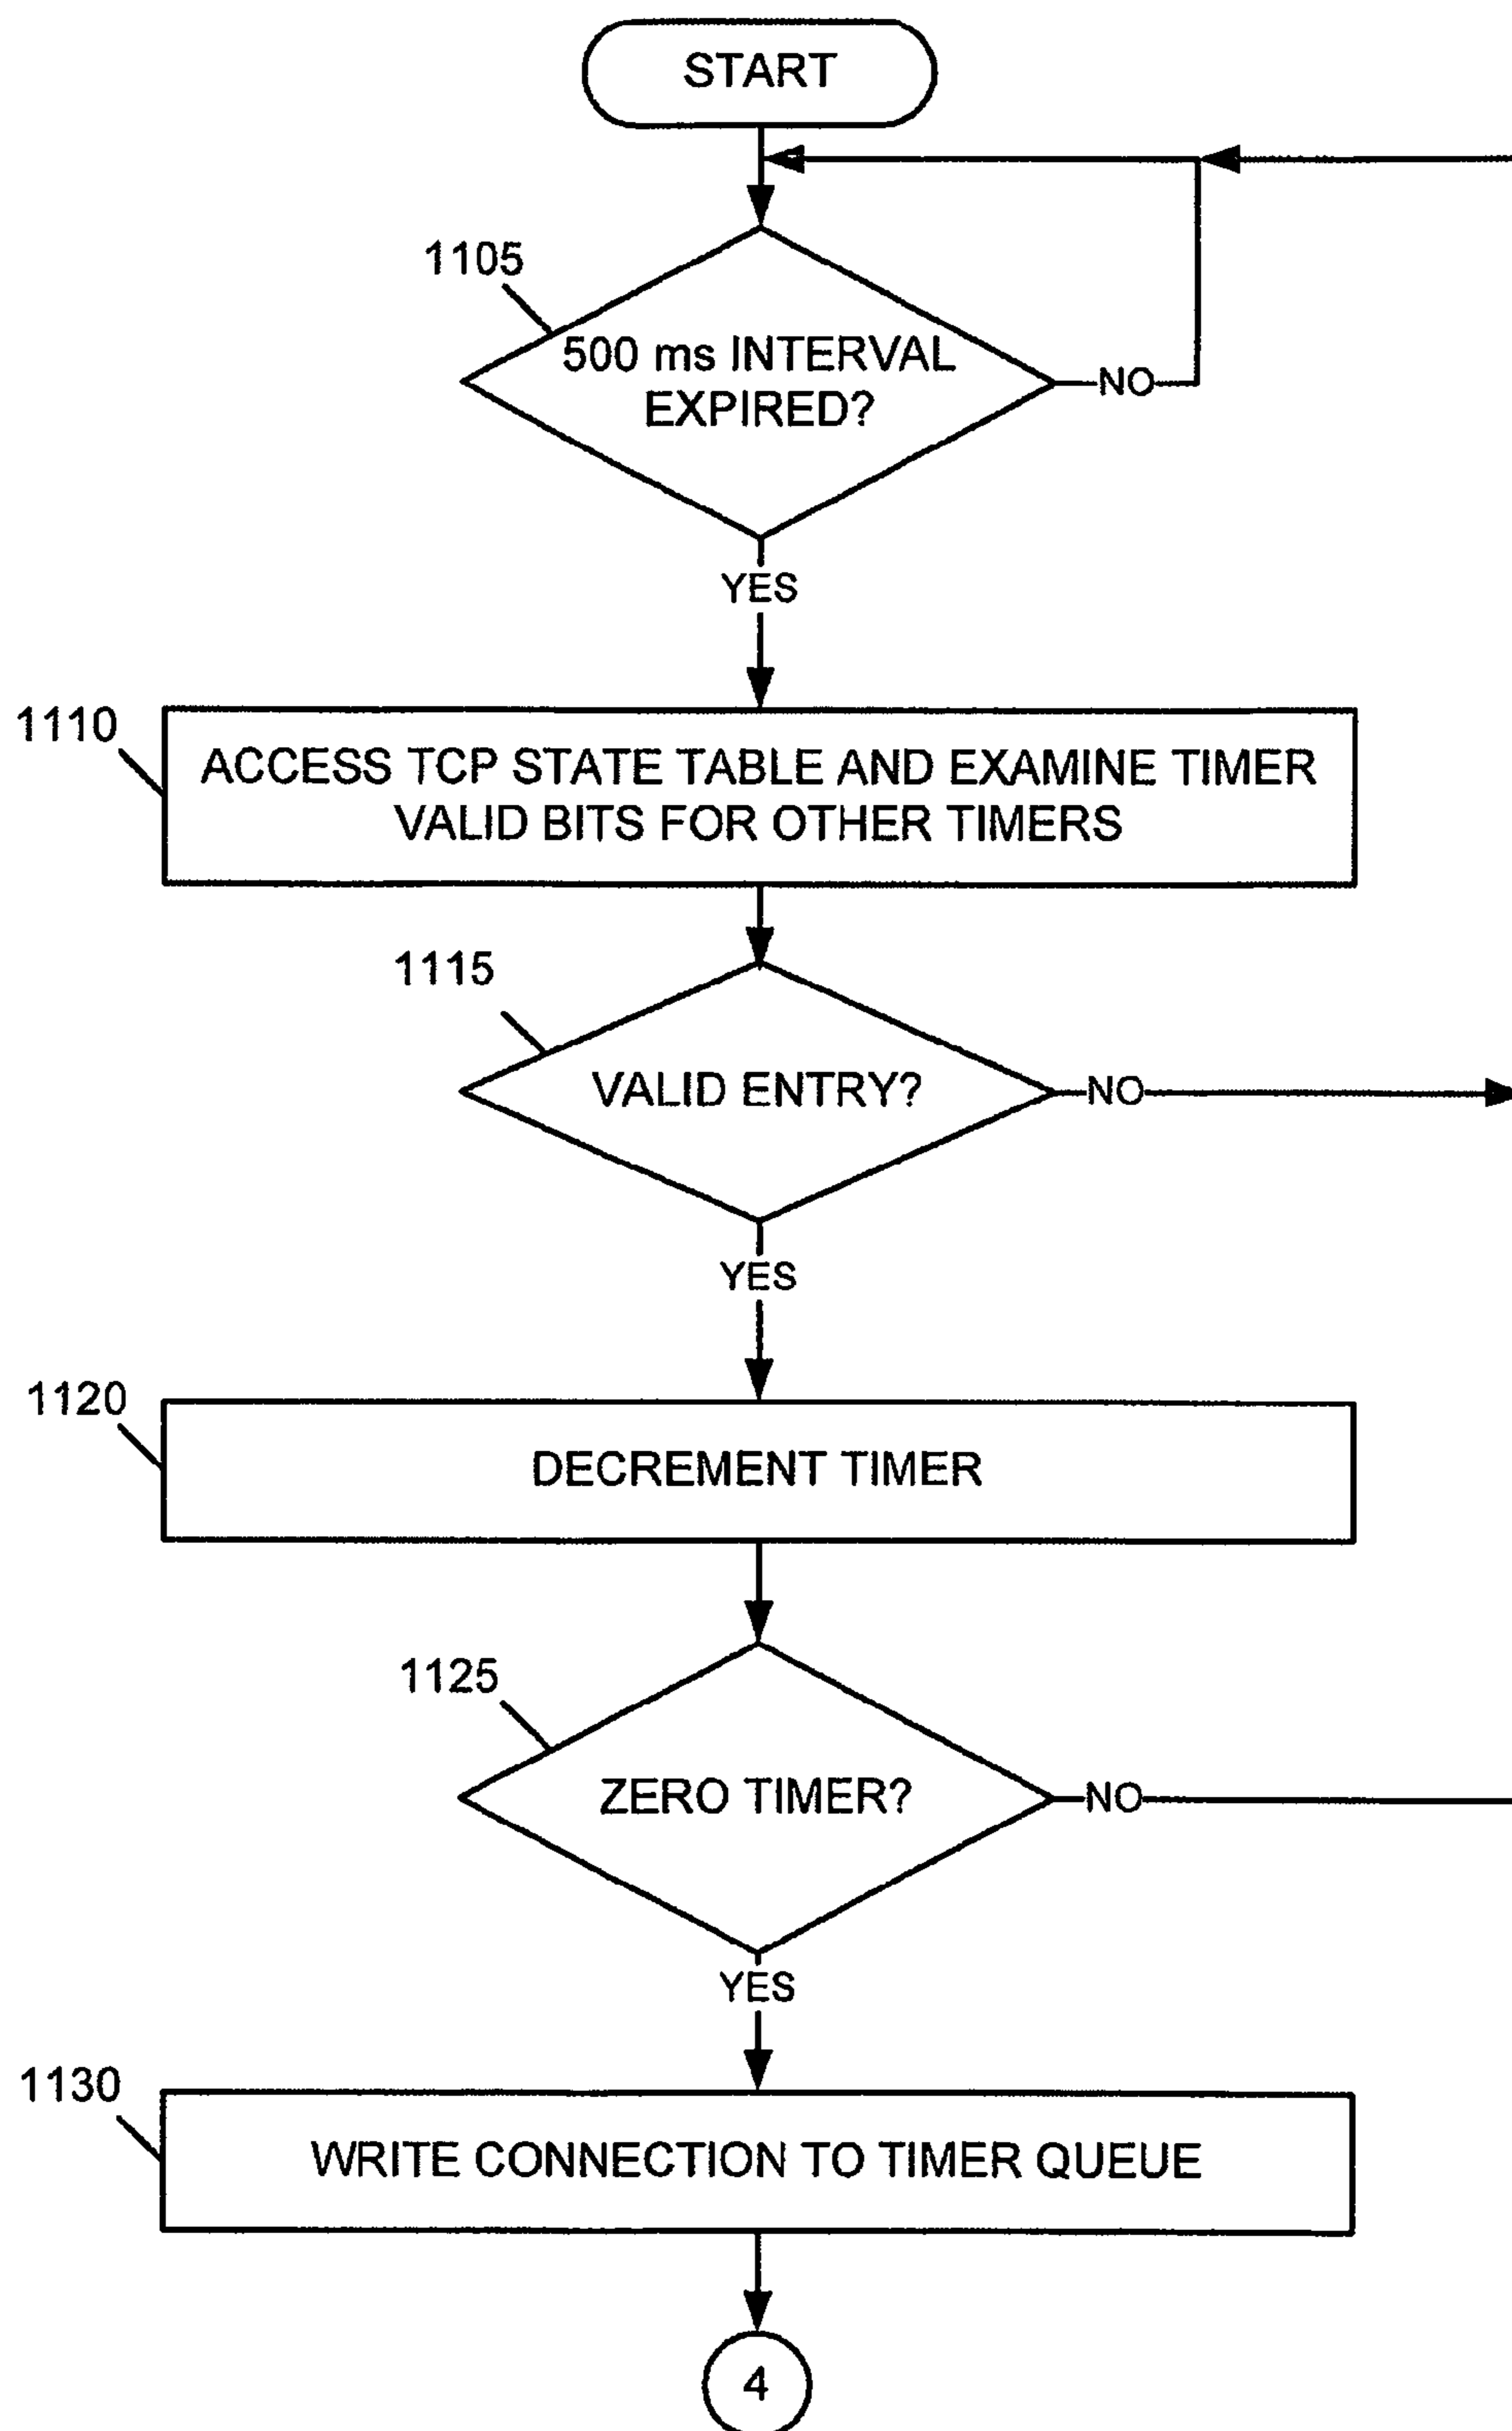 START
1105
500 ms INTERVAL
EXPIRED?
NO
YES
1110
ACCESS TCP STATE TABLE AND EXAMINE TIMER
VALID BITS FOR OTHER TIMERS
1115
VALID ENTRY?
NO
YES
1120
DECREMENT TIMER
1125
ZERO TIMER?
NO
YES
1130
WRITE CONNECTION TO TIMER QUEUE
4